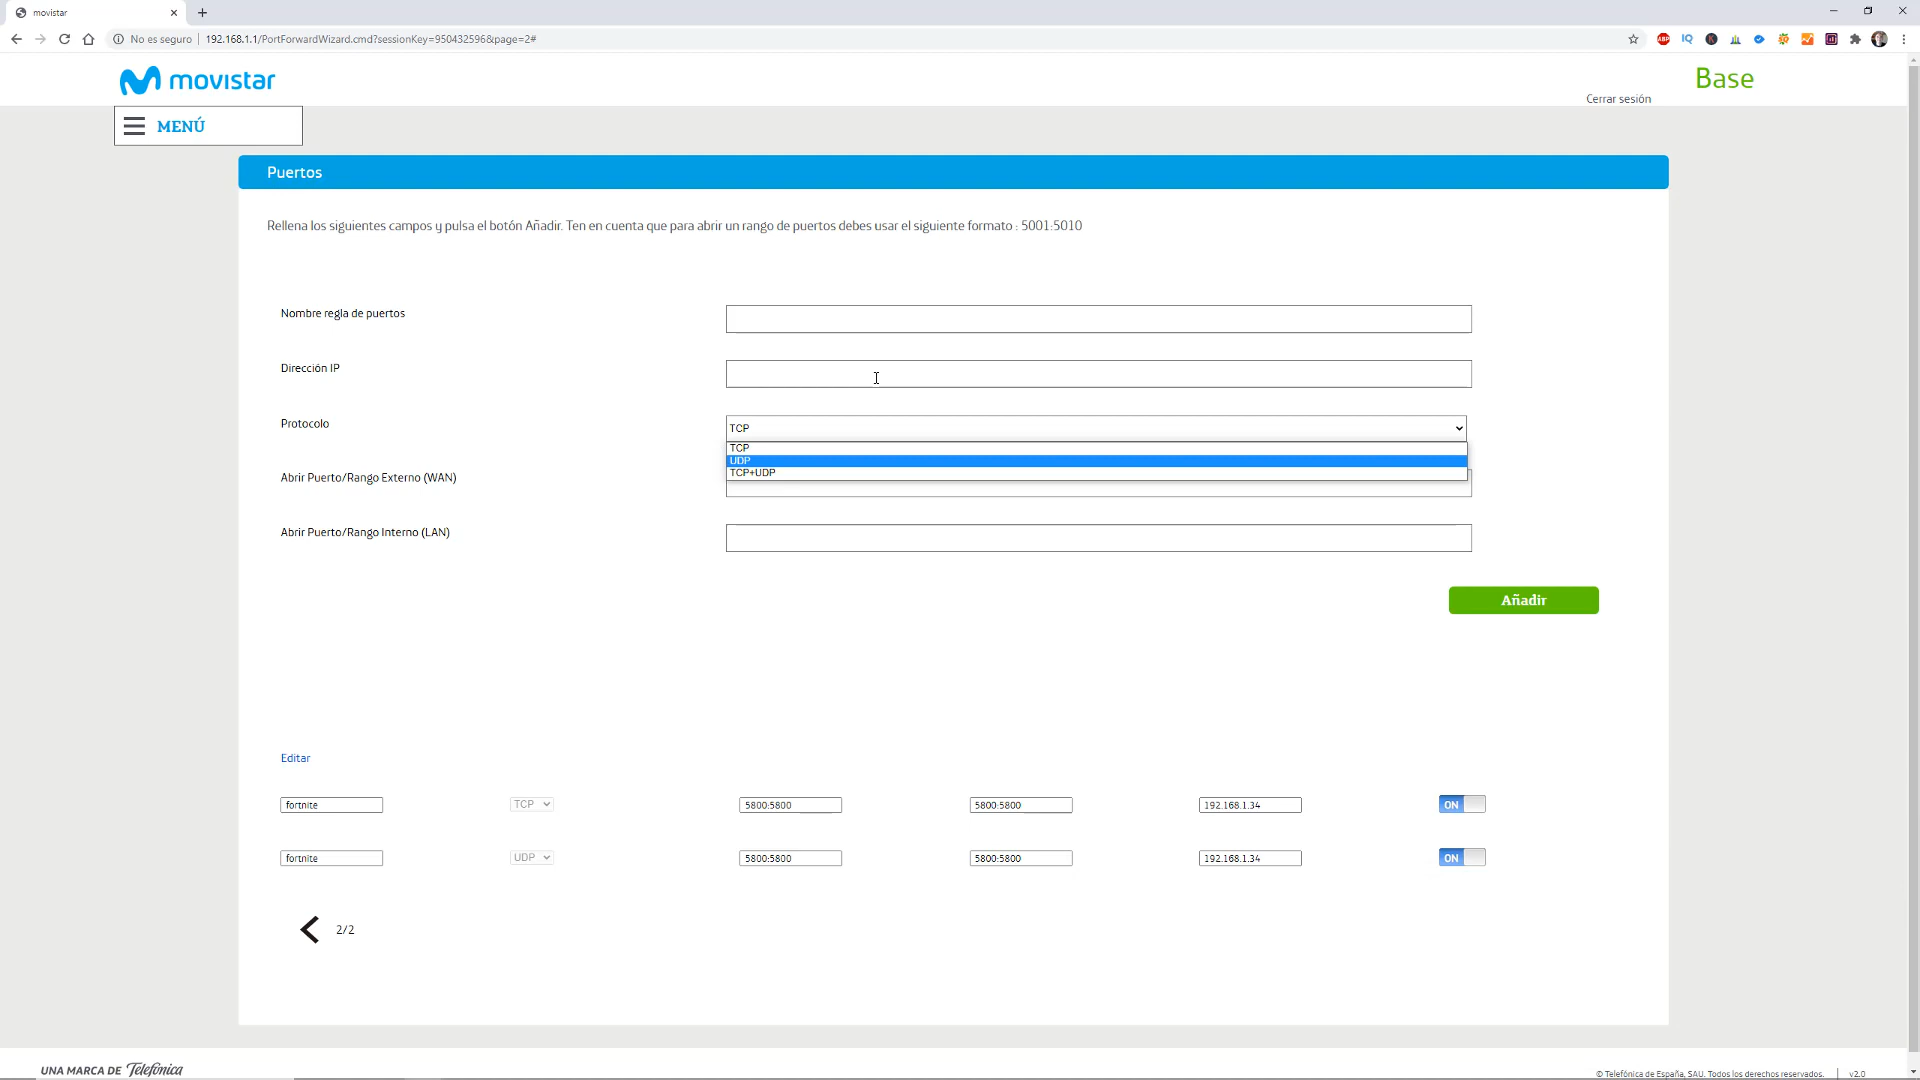 movistar
No es seguro 192.168.1.1/PortForwardWizard.cmd?sessionKey=950432596&page=2#
ABP IQ
movistar
Base
Cerrar sesión
MENÚ
Puertos
Rellena los siguientes campos y pulsa el botón Añadir. Ten en cuenta que para abrir un rango de puertos debes usar el siguiente formato : 5001:5010
Nombre regla de puertos
Dirección IP
Protocolo TCP
TCP
UDP
TCP+UDP
Abrir Puerto/Rango Externo (WAN)
Abrir Puerto/Rango Interno (LAN)
Añadir
Editar
fortnite TCP 5800:5800 5800:5800 192.168.1.34 ON
fortnite UDP 5800:5800 5800:5800 192.168.1.34 ON
2/2
UNA MARCA DE Telefónica
© Telefónica de España, SAU. Todos los derechos reservados. | v2.0